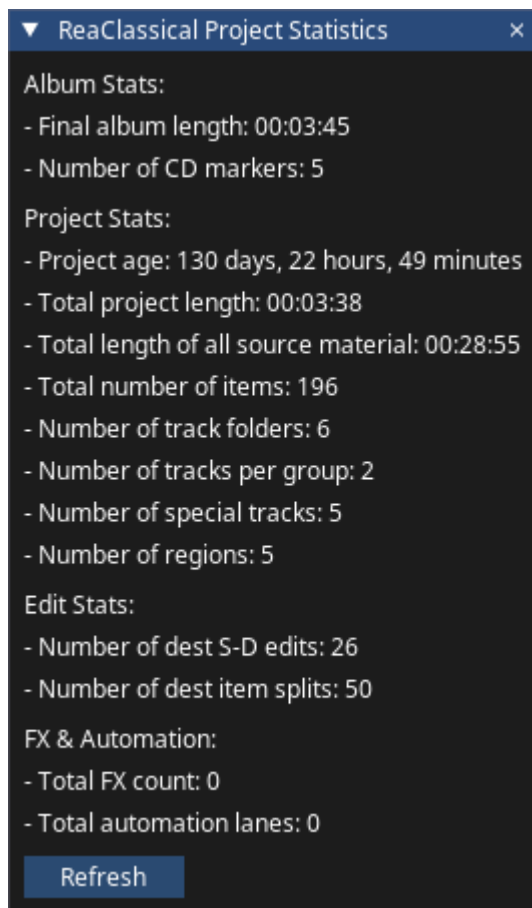 ▼ ReaClassical Project Statistics ×
Album Stats:
- Final album length: 00:03:45
- Number of CD markers: 5
Project Stats:
- Project age: 130 days, 22 hours, 49 minutes
- Total project length: 00:03:38
- Total length of all source material: 00:28:55
- Total number of items: 196
- Number of track folders: 6
- Number of tracks per group: 2
- Number of special tracks: 5
- Number of regions: 5
Edit Stats:
- Number of dest S-D edits: 26
- Number of dest item splits: 50
FX & Automation:
- Total FX count: 0
- Total automation lanes: 0
Refresh